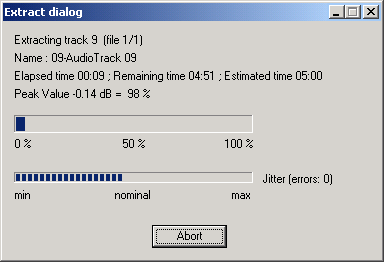 Extract dialog
Extracting track 9  (file 1/1)
Name : 09-AudioTrack 09
Elapsed time 00:09 ; Remaining time 04:51 ; Estimated time 05:00
Peak Value -0.14 dB =  98 %
0 % 50 % 100 %
Jitter (errors: 0)
min nominal max
Abort